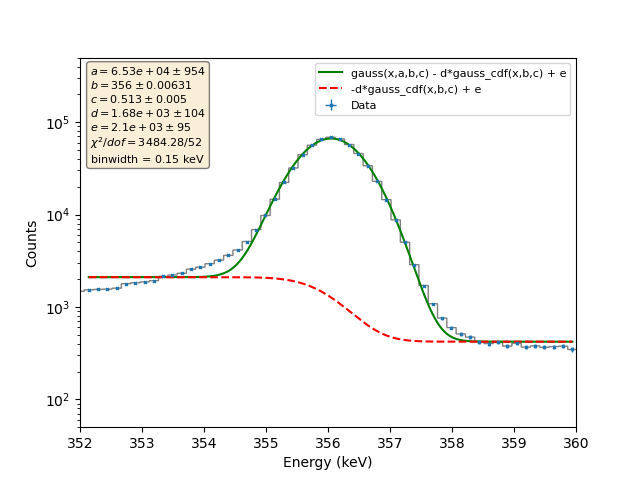 a = 6.53e + 04 ± 954
b = 356 ± 0.00631
c = 0.513 ± 0.005
d = 1.68e + 03 ± 104
e = 2.1e + 03 ± 95
χ²/dof = 3484.28/52
binwidth = 0.15 keV
gauss(x,a,b,c) - d*gauss_cdf(x,b,c) + e
-d*gauss_cdf(x,b,c) + e
Data
10⁵
10⁴
10³
10²
Counts
352 353 354 355 356 357 358 359 360
Energy (keV)